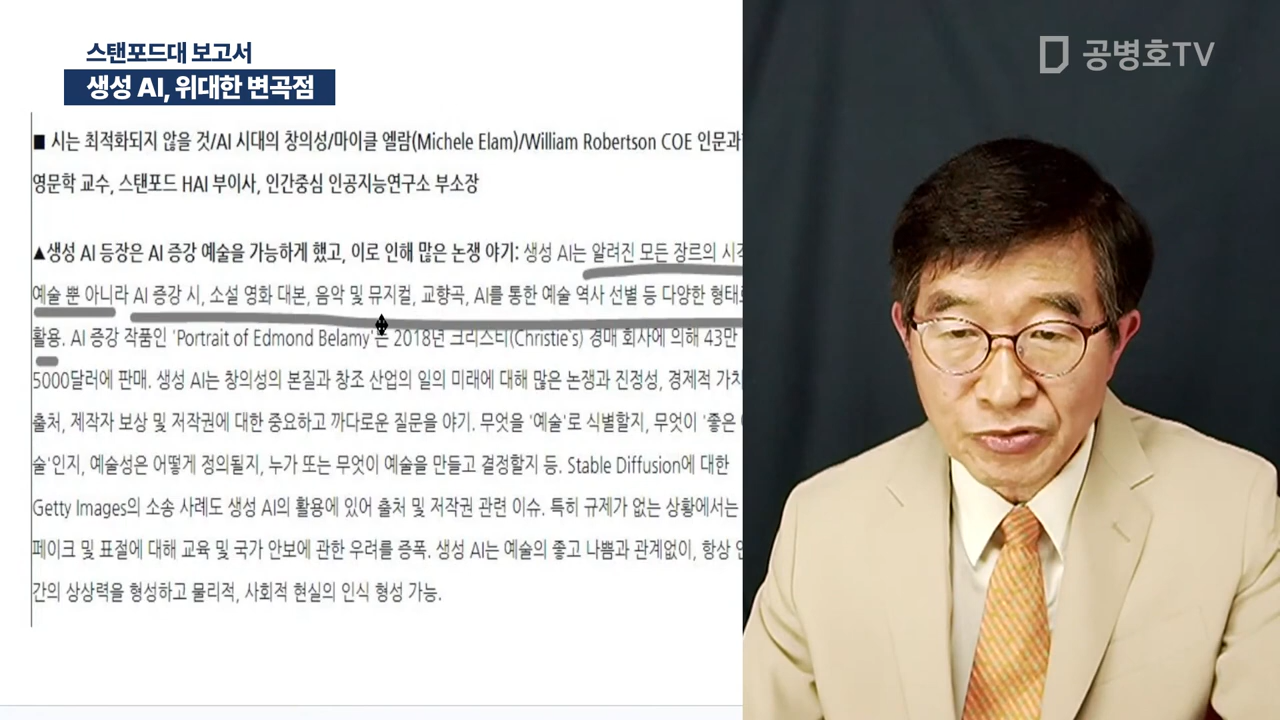 스탠포드대 보고서
생성 AI, 위대한 변곡점
공병호TV
■ 시는 최적화되지 않을 것/AI 시대의 창의성/마이클 엘람(Michele Elam)/William Robertson COE 인문과
영문학 교수, 스탠포드 HAI 부이사, 인간중심 인공지능연구소 부소장
▲생성 AI 등장은 AI 증강 예술을 가능하게 했고, 이로 인해 많은 논쟁 야기: 생성 AI는 알려진 모든 장르의 시각
예술 뿐 아니라 AI 증강 시, 소설 영화 대본, 음악 및 뮤지컬, 교향곡, AI를 통한 예술 역사 선별 등 다양한 형태로
활용. AI 증강 작품인 'Portrait of Edmond Belamy'는 2018년 크리스티(Christie's) 경매 회사에 의해 43만
5000달러에 판매. 생성 AI는 창의성의 본질과 창조 산업의 일의 미래에 대해 많은 논쟁과 진정성, 경제적 가치
출처, 제작자 보상 및 저작권에 대한 중요하고 까다로운 질문을 야기. 무엇을 '예술'로 식별할지, 무엇이 '좋은
술'인지, 예술성은 어떻게 정의될지, 누가 또는 무엇이 예술을 만들고 결정할지 등. Stable Diffusion에 대한
Getty Images의 소송 사례도 생성 AI의 활용에 있어 출처 및 저작권 관련 이슈. 특히 규제가 없는 상황에서는
페이크 및 표절에 대해 교육 및 국가 안보에 관한 우려를 증폭. 생성 AI는 예술의 좋고 나쁨과 관계없이, 항상
간의 상상력을 형성하고 물리적, 사회적 현실의 인식 형성 가능.